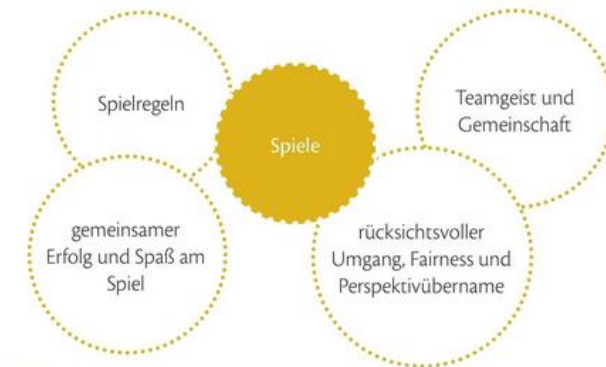 Spielregeln
Spiele
Teamgeist und
Gemeinschaft
gemeinsamer
Erfolg und Spaß am
Spiel
rücksichtsvoller
Umgang, Fairness und
Perspektivübername